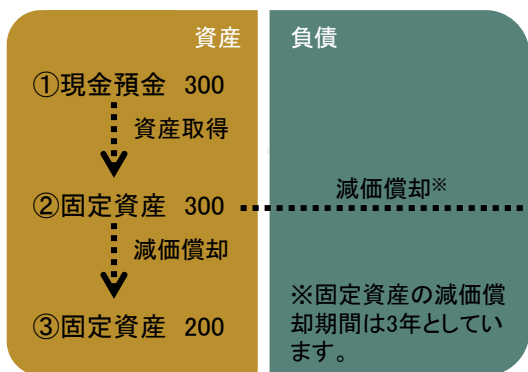 資産
①現金預金 300
資産取得
②固定資産 300
減価償却
③固定資産 200
負債
減価償却※
※固定資産の減価償
却期間は3年としてい
ます。